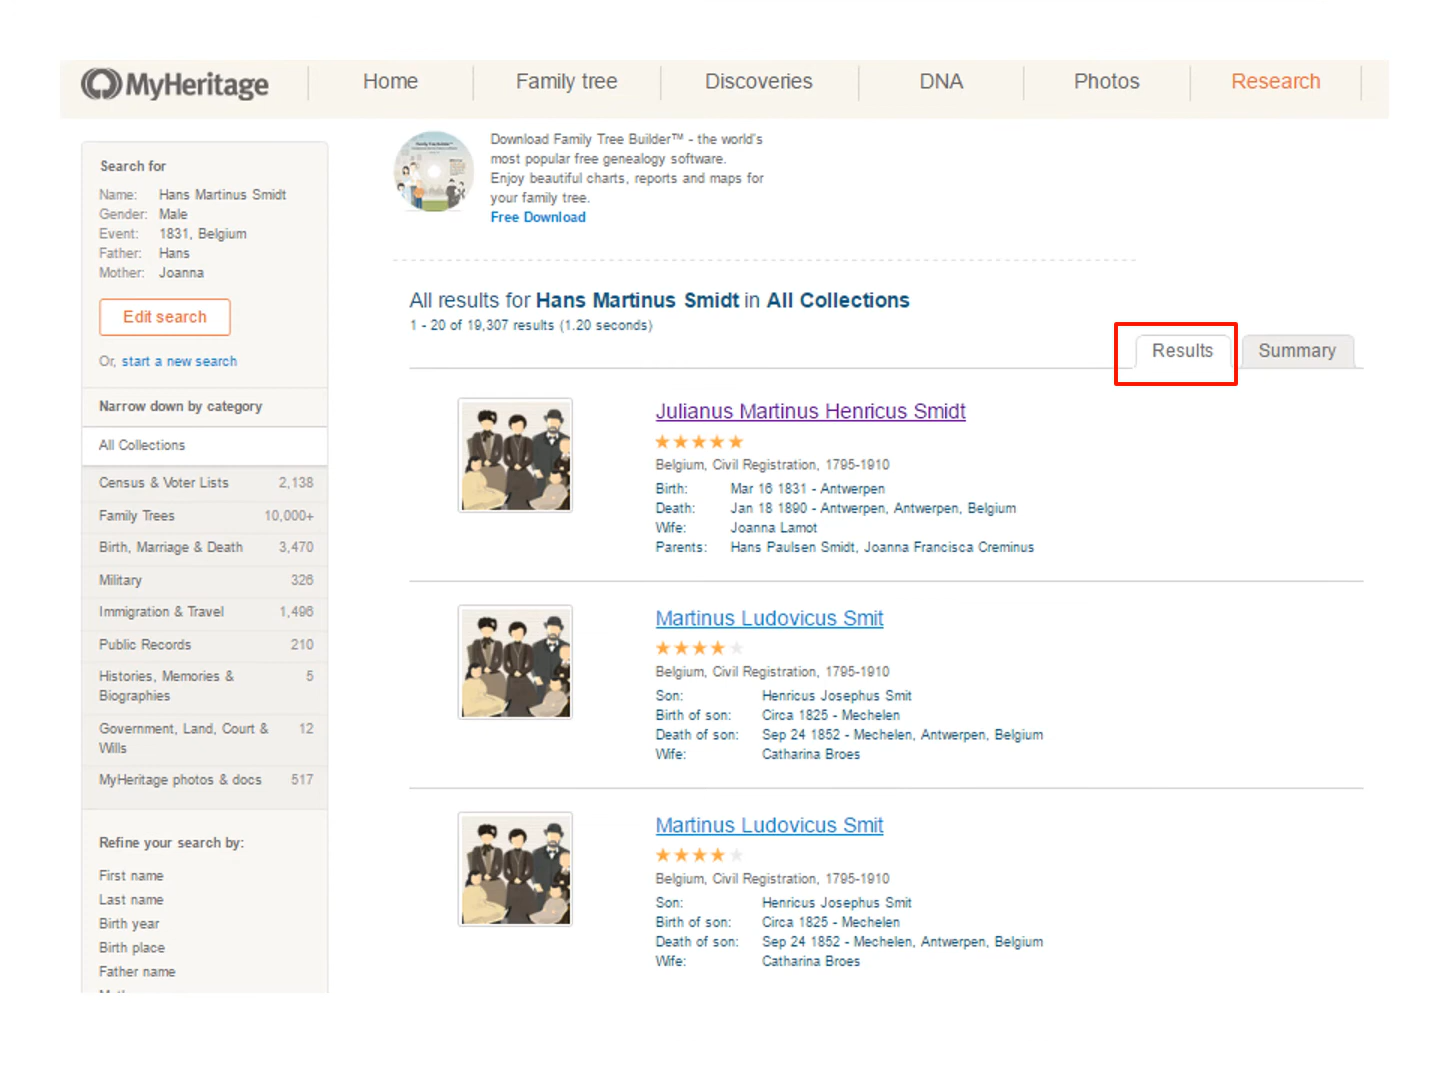 MyHeritage
Home
Family tree
Discoveries
DNA
Photos
Research
Search for
Name: Hans Martinus Smidt
Gender: Male
Event: 1831, Belgium
Father: Hans
Mother: Joanna
Edit search
Or, start a new search
Narrow down by category
All Collections
Census & Voter Lists 2,138
Family Trees 10,000+
Birth, Marriage & Death 3,470
Military 326
Immigration & Travel 1,496
Public Records 210
Histories, Memories & 5
Biographies
Government, Land, Court & 12
Wills
MyHeritage photos & docs 517
Refine your search by:
First name
Last name
Birth year
Birth place
Father name
Download Family Tree Builder™ - the world's
most popular free genealogy software.
Enjoy beautiful charts, reports and maps for
your family tree.
Free Download
All results for Hans Martinus Smidt in All Collections
1 - 20 of 19,307 results (1.20 seconds)
Results
Summary
Julianus Martinus Henricus Smidt
Belgium, Civil Registration, 1795-1910
Birth: Mar 16 1831 - Antwerpen
Death: Jan 18 1890 - Antwerpen, Antwerpen, Belgium
Wife: Joanna Lamot
Parents: Hans Paulsen Smidt, Joanna Francisca Creminus
Martinus Ludovicus Smit
Belgium, Civil Registration, 1795-1910
Son: Henricus Josephus Smit
Birth of son: Circa 1825 - Mechelen
Death of son: Sep 24 1852 - Mechelen, Antwerpen, Belgium
Wife: Catharina Broes
Martinus Ludovicus Smit
Belgium, Civil Registration, 1795-1910
Son: Henricus Josephus Smit
Birth of son: Circa 1825 - Mechelen
Death of son: Sep 24 1852 - Mechelen, Antwerpen, Belgium
Wife: Catharina Broes